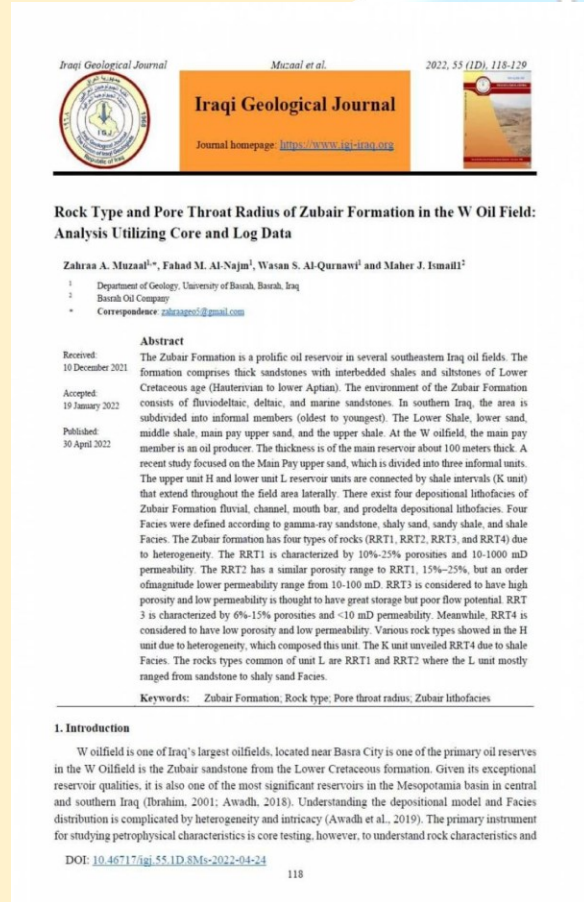 Iraqi Geological Journal
Muzaal et al.
2022, 55 (1D), 118-129
Iraqi Geological Journal
Journal homepage: https://www.igj-iraq.org
Rock Type and Pore Throat Radius of Zubair Formation in the W Oil Field:
Analysis Utilizing Core and Log Data
Zahraa A. Muzaal1,*, Fahad M. Al-Najm1, Wasan S. Al-Qurnawi1 and Maher J. Ismail12
1 Department of Geology, University of Basrah, Basrah, Iraq
2 Basrah Oil Company
* Correspondence: zahraageo5@gmail.com
Abstract
Received:
10 December 2021
Accepted:
19 January 2022
Published:
30 April 2022
The Zubair Formation is a prolific oil reservoir in several southeastern Iraq oil fields. The
formation comprises thick sandstones with interbedded shales and siltstones of Lower
Cretaceous age (Hauterivian to lower Aptian). The environment of the Zubair Formation
consists of fluviodeltaic, deltaic, and marine sandstones. In southern Iraq, the area is
subdivided into informal members (oldest to youngest). The Lower Shale, lower sand,
middle shale, main pay upper sand, and the upper shale. At the W oilfield, the main pay
member is an oil producer. The thickness of the main reservoir about 100 meters thick. A
recent study focused on the Main Pay upper sand, which is divided into three informal units.
The upper unit H and lower unit L reservoir units are connected by shale intervals (K unit)
that extend throughout the field area laterally. There exist four depositional lithofacies of
Zubair Formation fluvial, channel, mouth bar, and prodelta depositional lithofacies. Four
Facies were defined according to gamma-ray sandstone, shaly sand, sandy shale, and shale
Facies. The Zubair formation has four types of rocks (RRT1, RRT2, RRT3, and RRT4) due
to heterogeneity. The RRT1 is characterized by 10%-25% porosities and 10-1000 mD
permeability. The RRT2 has a similar porosity range to RRT1, 15%–25%, but an order
ofmagnitude lower permeability range from 10-100 mD. RRT3 is considered to have high
porosity and low permeability is thought to have great storage but poor flow potential. RRT
3 is characterized by 6%-15% porosities and <10 mD permeability. Meanwhile, RRT4 is
considered to have low porosity and low permeability. Various rock types showed in the H
unit due to heterogeneity, which composed this unit. The K unit unveiled RRT4 due to shale
Facies. The rocks types common of unit L are RRT1 and RRT2 where the L unit mostly
ranged from sandstone to shaly sand Facies.
Keywords: Zubair Formation; Rock type; Pore throat radius; Zubair lithofacies
1. Introduction
W oilfield is one of Iraq's largest oilfields, located near Basra City is one of the primary oil reserves
in the W Oilfield is the Zubair sandstone from the Lower Cretaceous formation. Given its exceptional
reservoir qualities, it is also one of the most significant reservoirs in the Mesopotamia basin in central
and southern Iraq (Ibrahim, 2001; Awadh, 2018). Understanding the depositional model and Facies
distribution is complicated by heterogeneity and intricacy (Awadh et al., 2019). The primary instrument
for studying petrophysical characteristics is core testing, however, to understand rock characteristics and
DOI: 10.46717/igj.55.1D.8Ms-2022-04-24
118